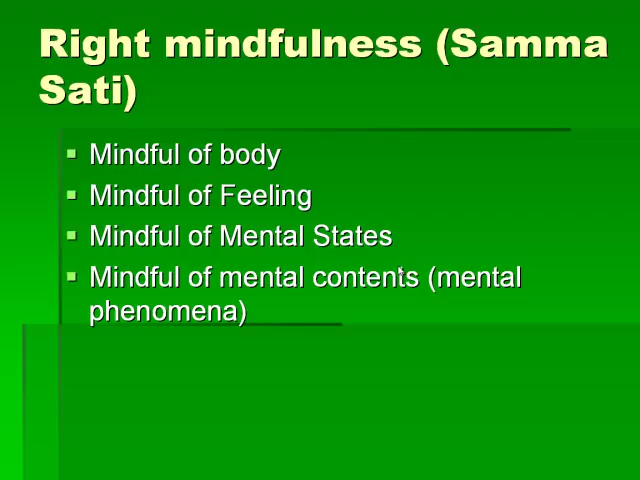 Right mindfulness (Samma
Sati)
Mindful of body
Mindful of Feeling
Mindful of Mental States
Mindful of mental contents (mental
phenomena)